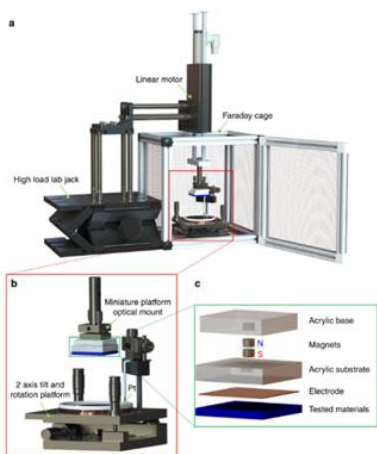 a
Linear motor
Faraday cage
High load lab jack
b
Miniature platform
optical mount
2 axis tilt and
rotation platform
Pt
c
Acrylic base
N
Magnets
S
Acrylic substrate
Electrode
Tested materials